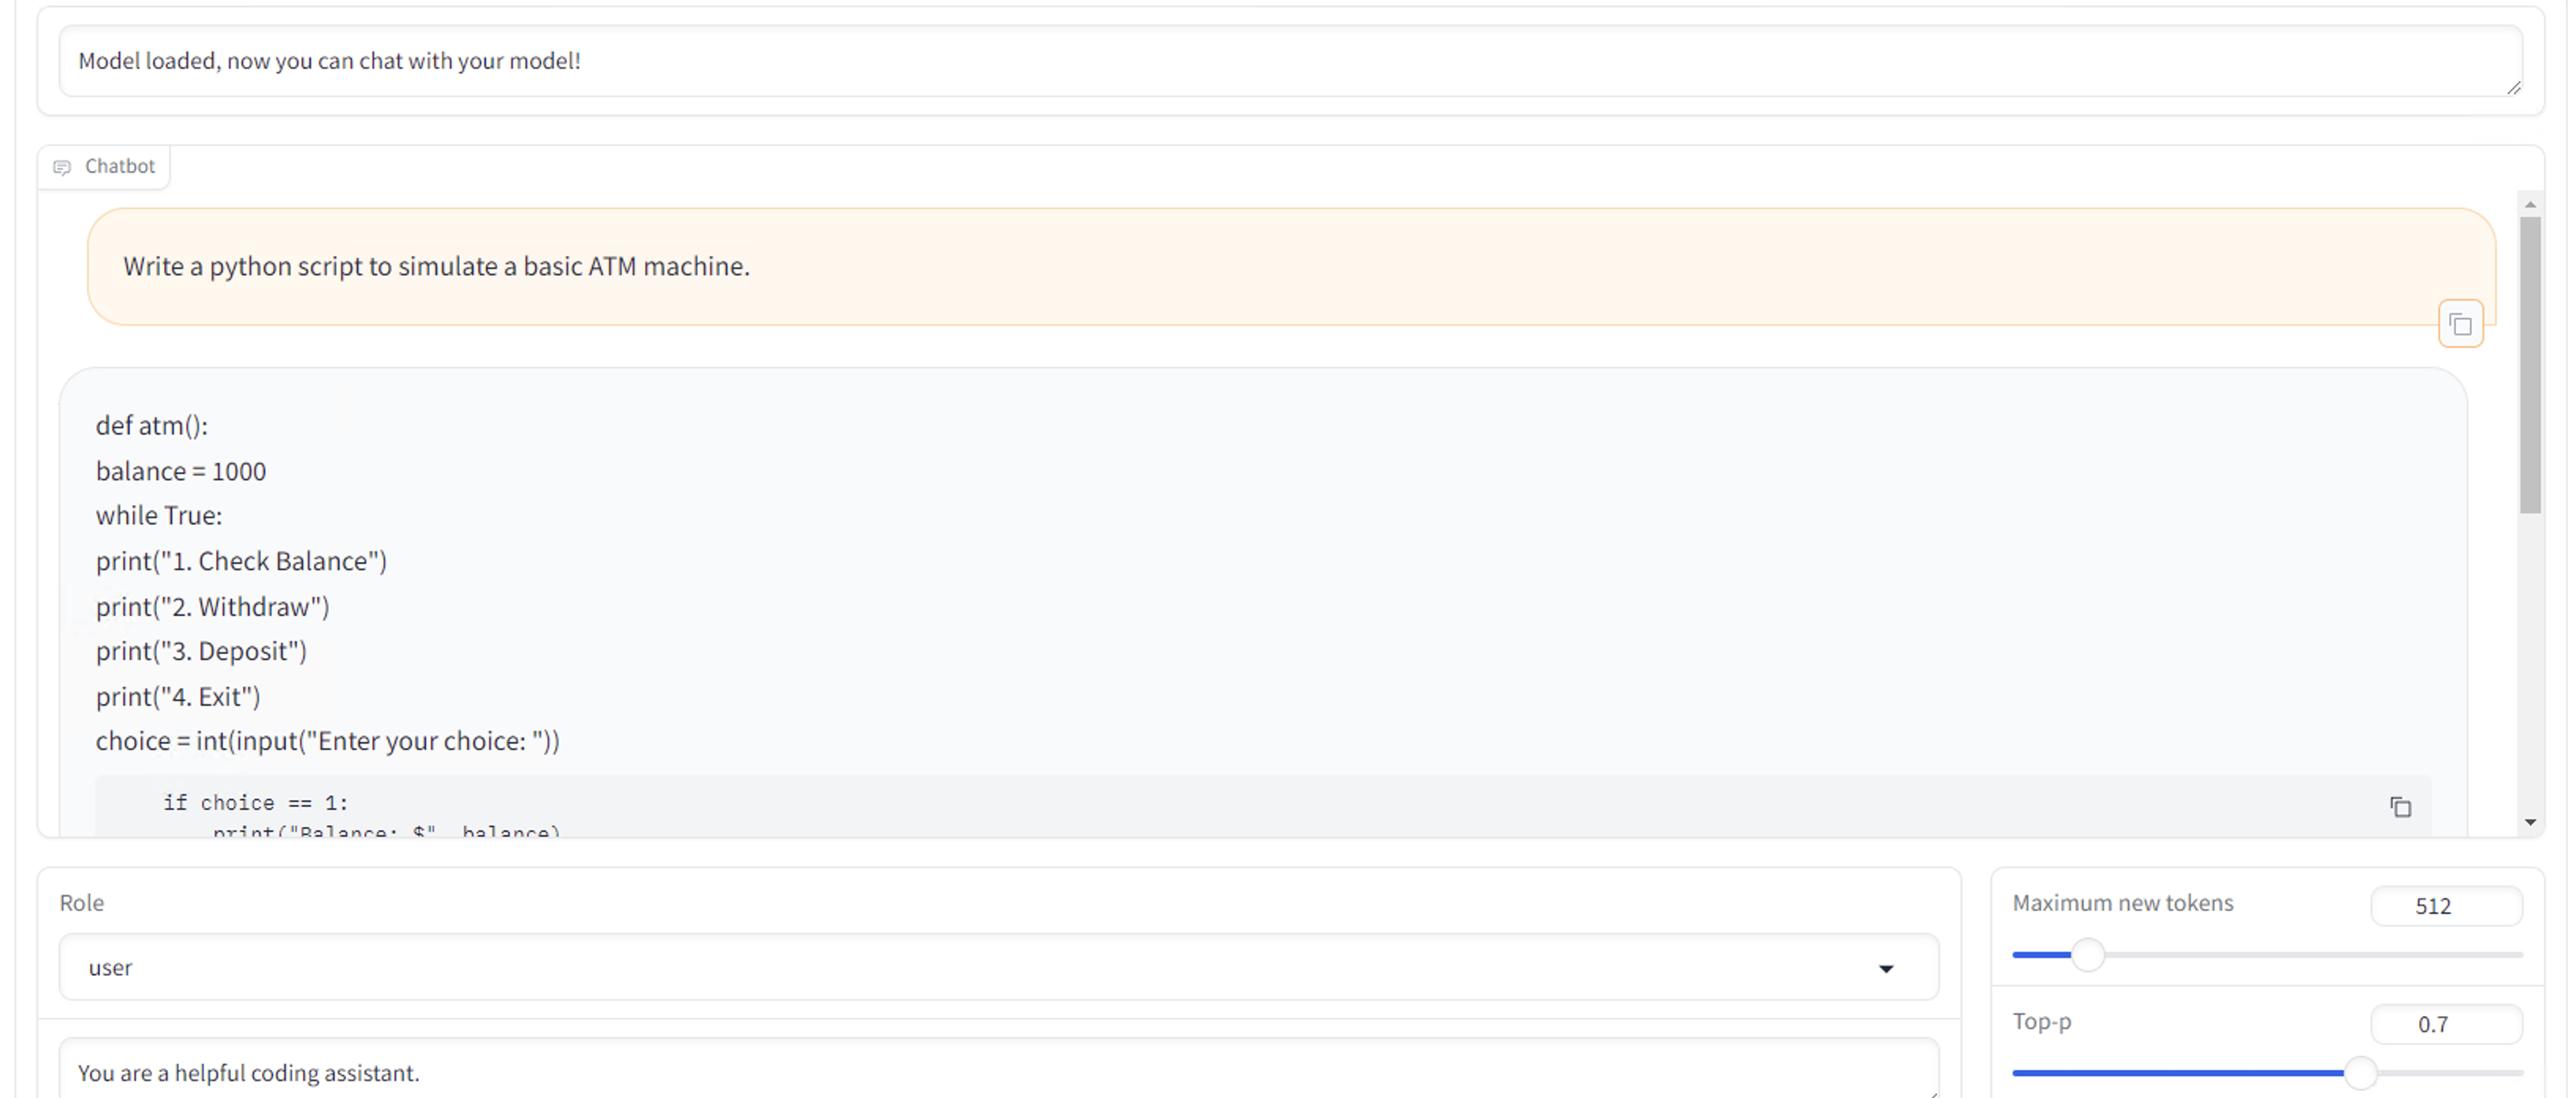 Model loaded, now you can chat with your model!
Chatbot
Write a python script to simulate a basic ATM machine.
def atm():
balance = 1000
while True:
print("1. Check Balance")
print("2. Withdraw")
print("3. Deposit")
print("4. Exit")
choice = int(input("Enter your choice: "))
if choice == 1:
print("Balance: $", balance)
Role
user
You are a helpful coding assistant.
Maximum new tokens
512
Top-p
0.7